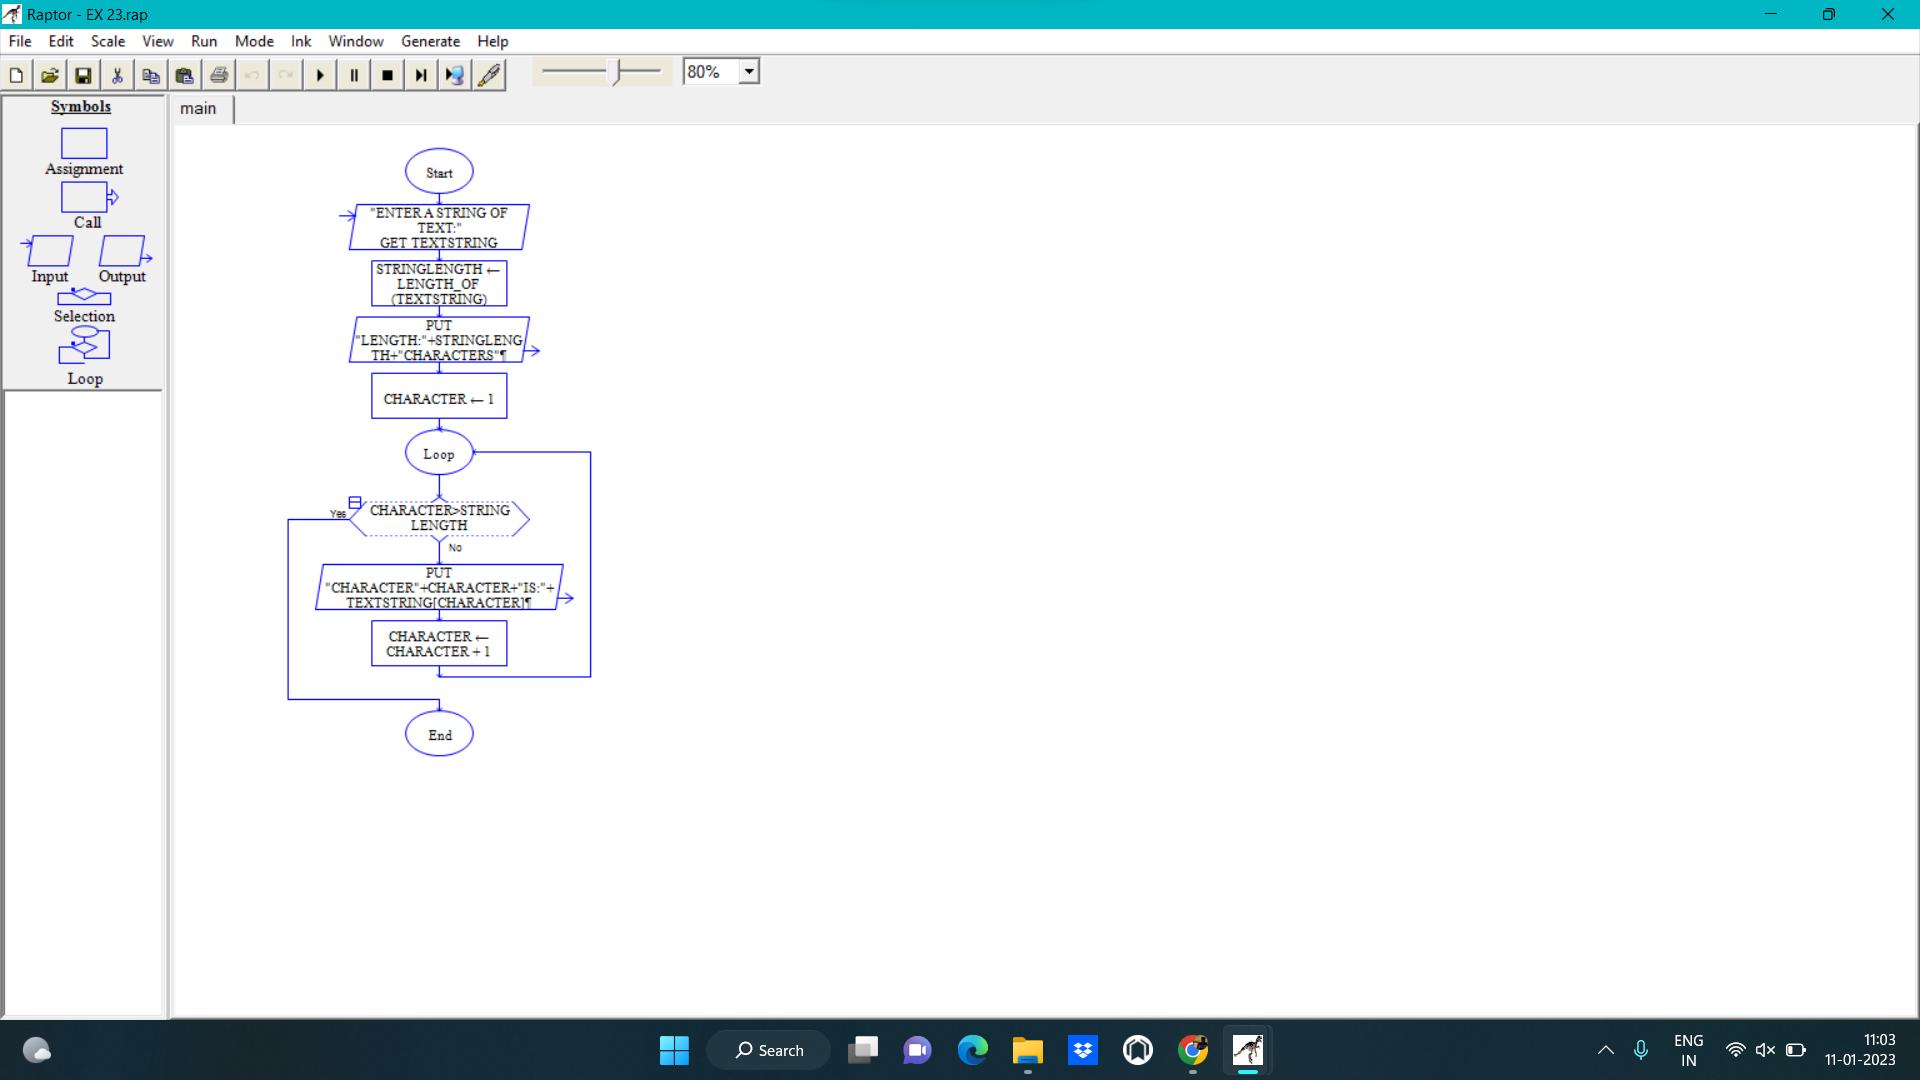 Raptor - EX 23.rap
File Edit Scale View Run Mode Ink Window Generate Help
80%
Symbols
Assignment
Call
Input Output
Selection
Loop
main
Start
"ENTER A STRING OF
TEXT:"
GET TEXTSTRING
STRINGLENGTH ←
LENGTH_OF
(TEXTSTRING)
PUT
"LENGTH:"+STRINGLENG
TH+"CHARACTERS"¶
CHARACTER ← 1
Loop
Yes
CHARACTER>STRING
LENGTH
No
PUT
"CHARACTER"+CHARACTER+"IS:"+
TEXTSTRING[CHARACTER]¶
CHARACTER ←
CHARACTER + 1
End
Search
ENG
IN
11:03
11-01-2023